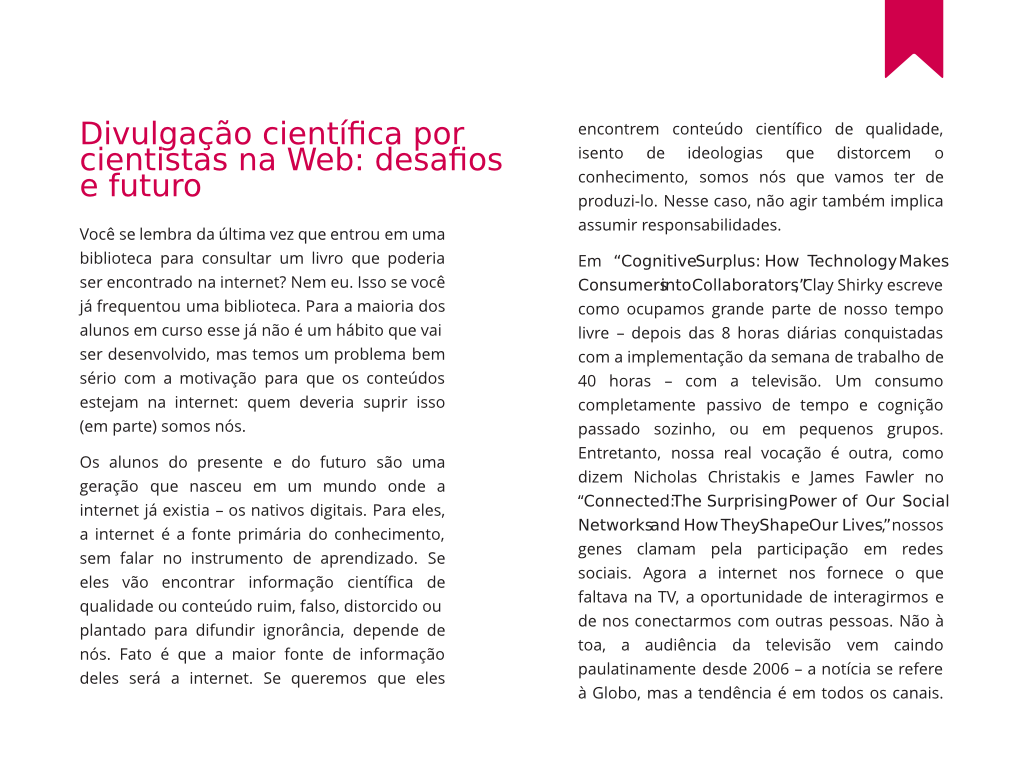 Divulgação científica por
cientistas na Web: desafios
e futuro
Você se lembra da última vez que entrou em uma
biblioteca para consultar um livro que poderia
ser encontrado na internet? Nem eu. Isso se você
já frequentou uma biblioteca. Para a maioria dos
alunos em curso esse já não é um hábito que vai
ser desenvolvido, mas temos um problema bem
sério com a motivação para que os conteúdos
estejam na internet: quem deveria suprir isso
(em parte) somos nós.
Os alunos do presente e do futuro são uma
geração que nasceu em um mundo onde a
internet já existia – os nativos digitais. Para eles,
a internet é a fonte primária do conhecimento,
sem falar no instrumento de aprendizado. Se
eles vão encontrar informação científica de
qualidade ou conteúdo ruim, falso, distorcido ou
plantado para difundir ignorância, depende de
nós. Fato é que a maior fonte de informação
deles será a internet. Se queremos que eles
encontrem conteúdo científico de qualidade,
isento de ideologias que distorcem o
conhecimento, somos nós que vamos ter de
produzi-lo. Nesse caso, não agir também implica
assumir responsabilidades.
Em “Cognitive Surplus: How Technology Makes
Consumers into Collaborators,” Clay Shirky escreve
como ocupamos grande parte de nosso tempo
livre – depois das 8 horas diárias conquistadas
com a implementação da semana de trabalho de
40 horas – com a televisão. Um consumo
completamente passivo de tempo e cognição
passado sozinho, ou em pequenos grupos.
Entretanto, nossa real vocação é outra, como
dizem Nicholas Christakis e James Fawler no
“Connected: The Surprising Power of Our Social
Networks and How They Shape Our Lives,” nossos
genes clamam pela participação em redes
sociais. Agora a internet nos fornece o que
faltava na TV, a oportunidade de interagirmos e
de nos conectarmos com outras pessoas. Não à
toa, a audiência da televisão vem caindo
paulatinamente desde 2006 – a notícia se refere
à Globo, mas a tendência é em todos os canais.